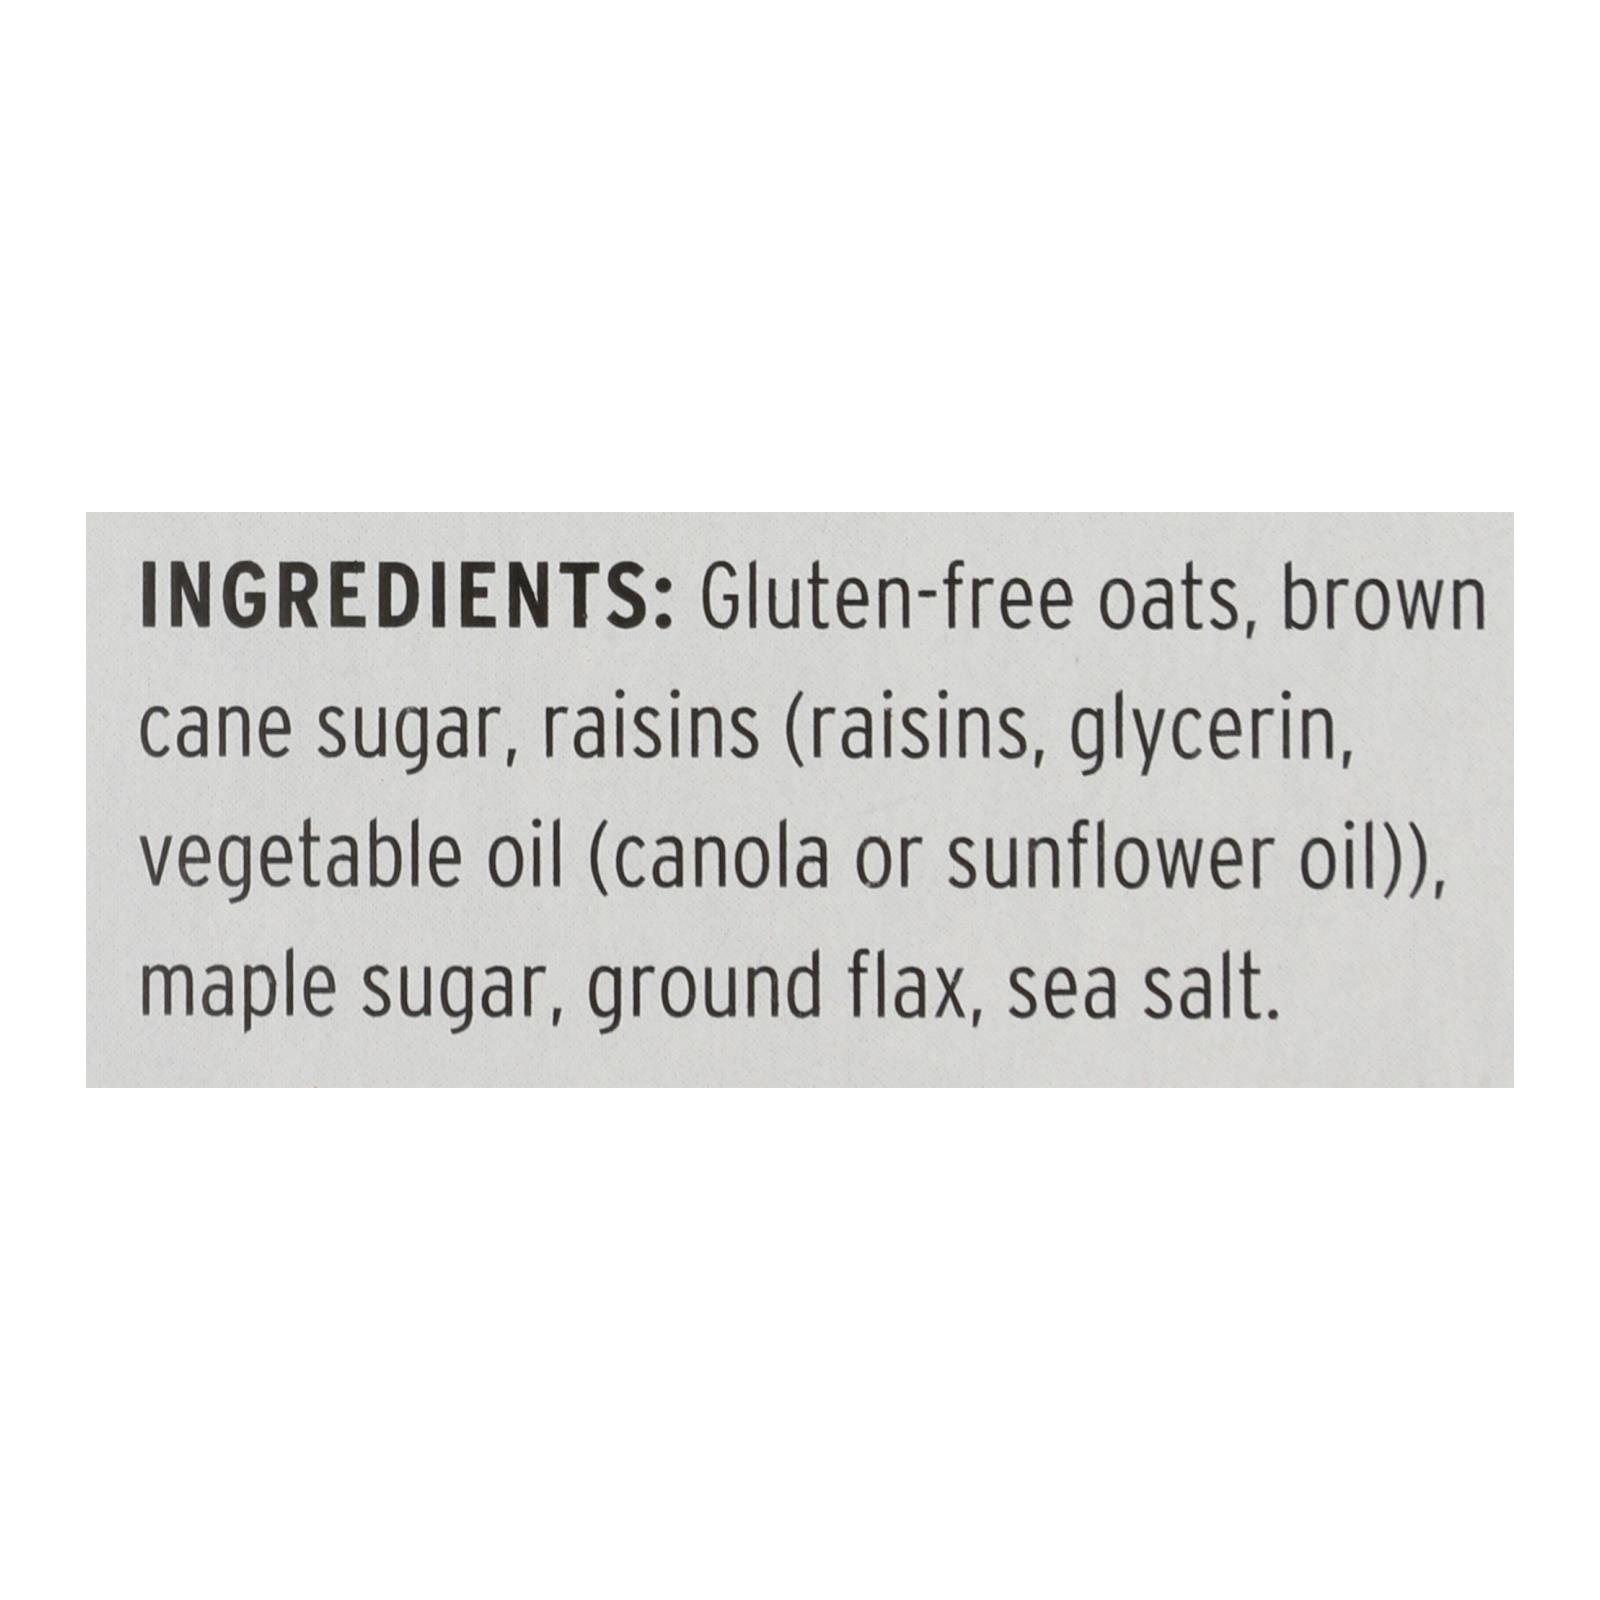 INGREDIENTS: Gluten-free oats, brown
cane sugar, raisins (raisins, glycerin,
vegetable oil (canola or sunflower oil)),
maple sugar, ground flax, sea salt.